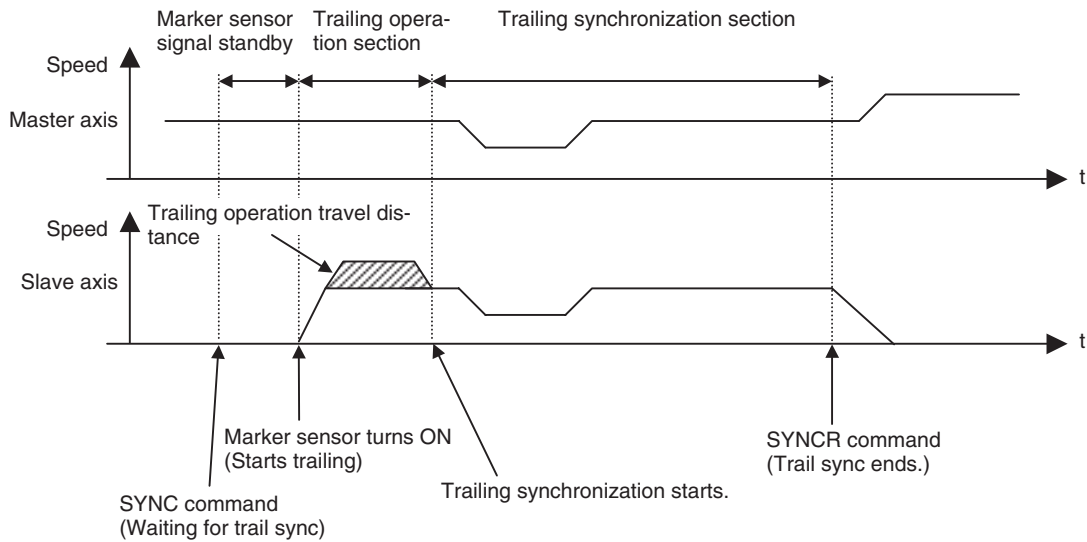 Marker sensor
signal standby
Trailing opera-
tion section
Trailing synchronization section
Speed
Master axis
t
Trailing operation travel dis-
tance
Speed
Slave axis
t
Marker sensor turns ON
(Starts trailing)
SYNCR command
(Trail sync ends.)
Trailing synchronization starts.
SYNC command
(Waiting for trail sync)